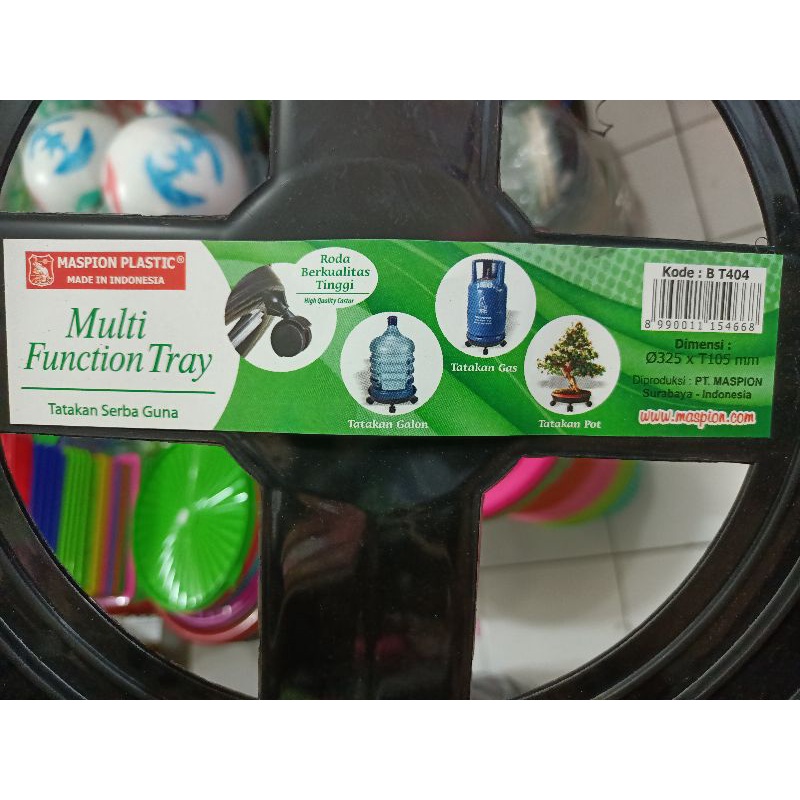 MASPION PLASTIC®
MADE IN INDONESIA
Multi
Function Tray
Tatakan Serba Guna
Roda
Berkualitas
Tinggi
High Quality Castor
Tatakan Galon
Tatakan Gas
Tatakan Pot
Kode : B T404
8 990011 154668
Dimensi :
Ø325 x T105 mm
Diproduksi : PT. MASPION
Surabaya - Indonesia
www.maspion.com